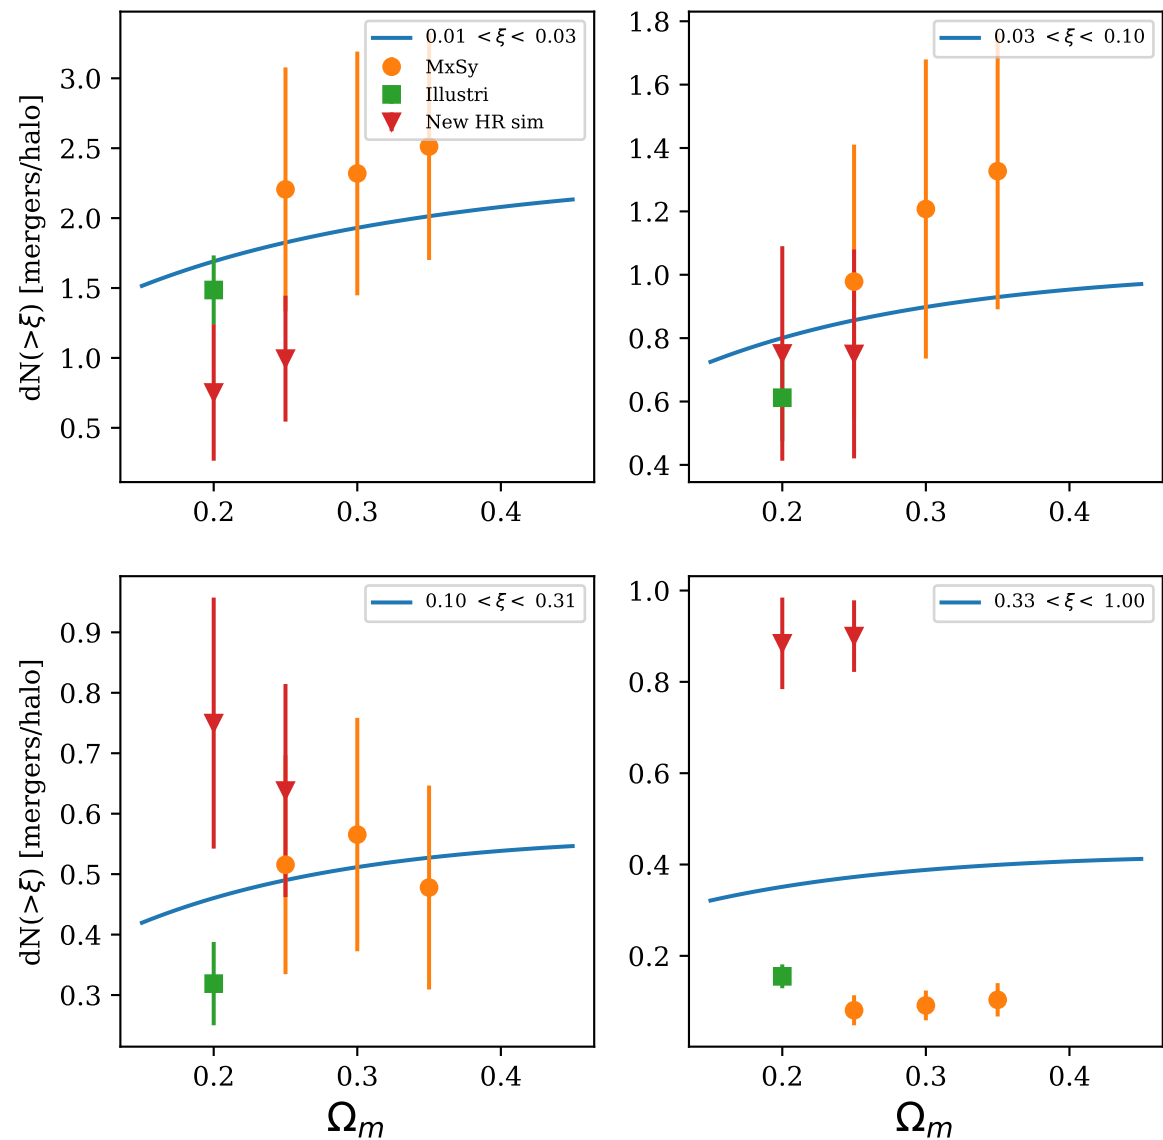 0.01 < ξ < 0.03
MxSy
Illustri
New HR sim
dN(>ξ) [mergers/halo]
3.0
2.5
2.0
1.5
1.0
0.5
0.2 0.3 0.4
0.03 < ξ < 0.10
1.8
1.6
1.4
1.2
1.0
0.8
0.6
0.4
0.2 0.3 0.4
0.10 < ξ < 0.31
dN(>ξ) [mergers/halo]
0.9
0.8
0.7
0.6
0.5
0.4
0.3
0.2 0.3 0.4
Ωm
0.33 < ξ < 1.00
1.0
0.8
0.6
0.4
0.2
0.2 0.3 0.4
Ωm